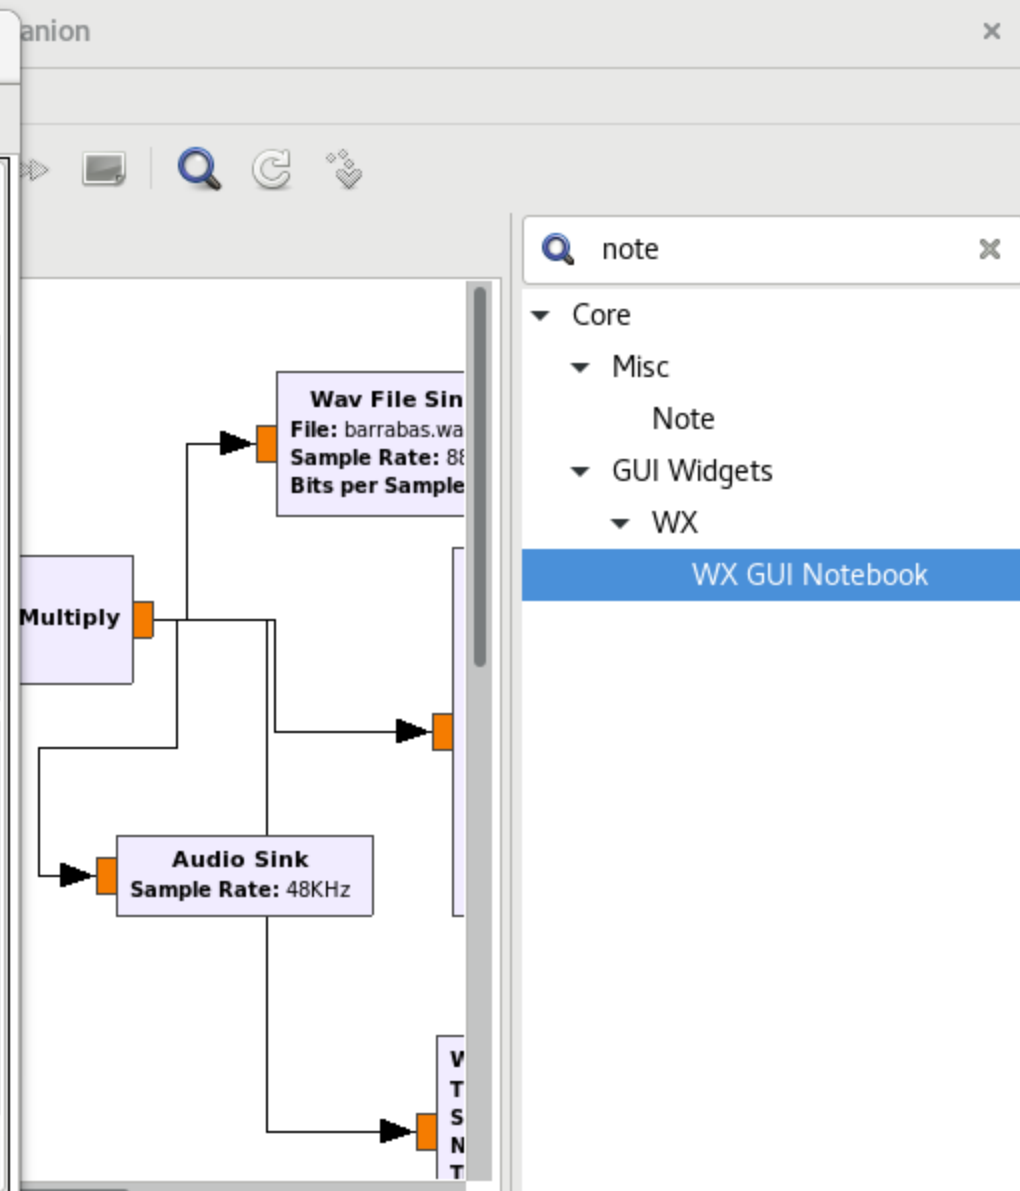 anion
note
Core
Misc
Note
GUI Widgets
WX
WX GUI Notebook
Wav File Sin
File: barrabas.wa
Sample Rate: 88
Bits per Sample
Multiply
Audio Sink
Sample Rate: 48KHz
W
T
S
N
T